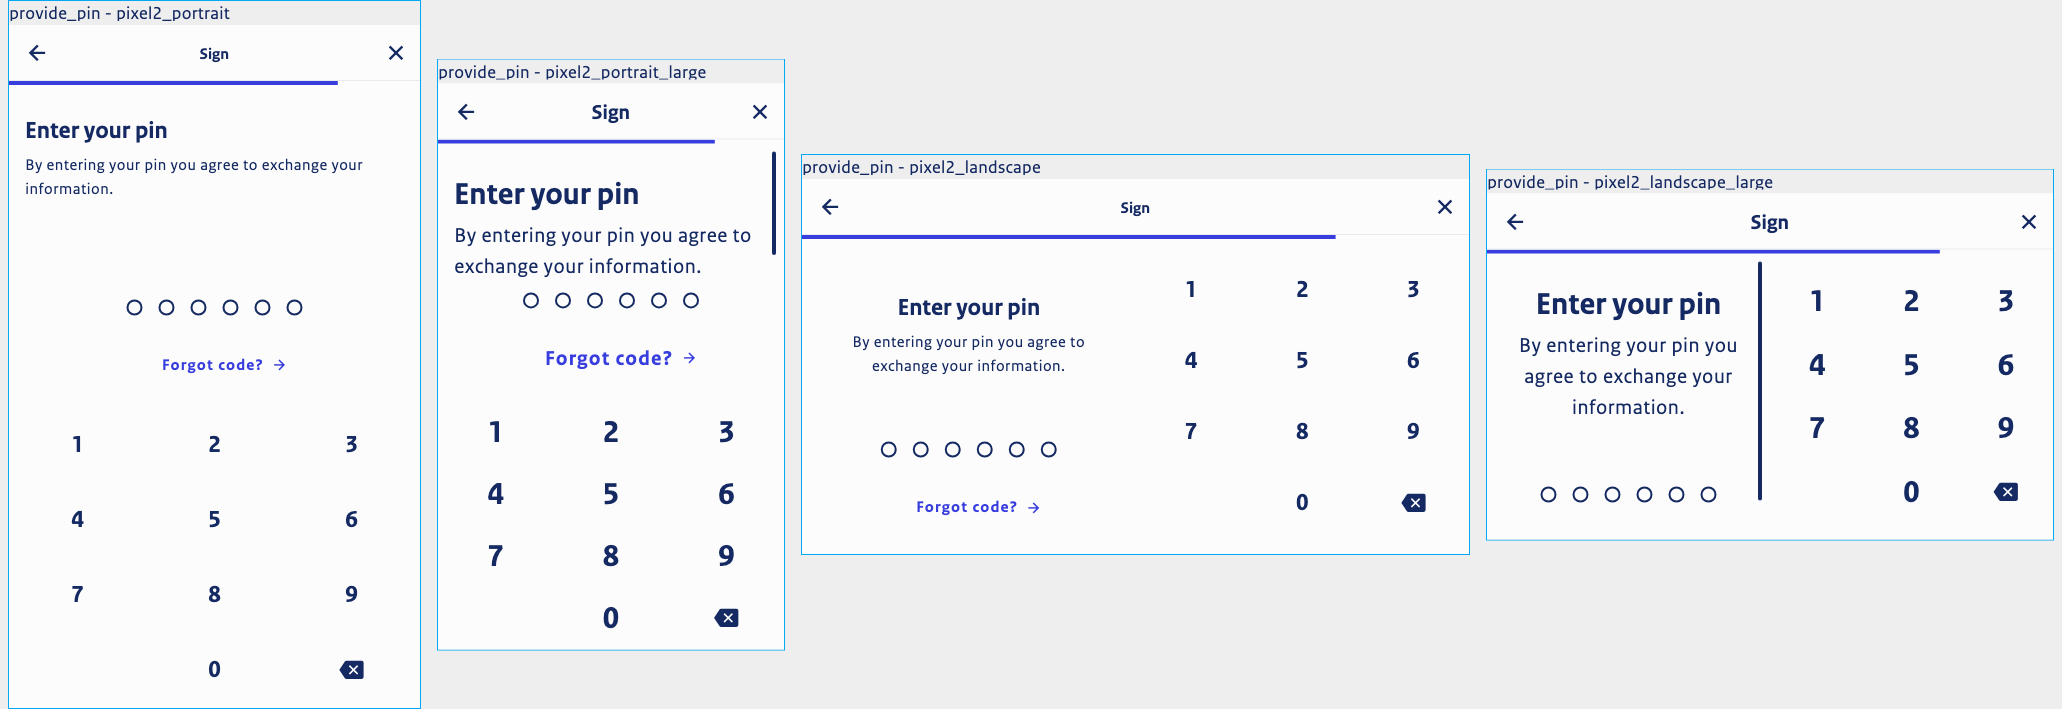 provide_pin - pixel2_portrait
Sign
Enter your pin
By entering your pin you agree to exchange your
information.
Forgot code?
1 2 3
4 5 6
7 8 9
0
provide_pin - pixel2_portrait_large
Sign
Enter your pin
By entering your pin you agree to
exchange your information.
Forgot code?
1 2 3
4 5 6
7 8 9
0
provide_pin - pixel2_landscape
Sign
Enter your pin
By entering your pin you agree to
exchange your information.
Forgot code?
1 2 3
4 5 6
7 8 9
0
provide_pin - pixel2_landscape_large
Sign
Enter your pin
By entering your pin you
agree to exchange your
information.
1 2 3
4 5 6
7 8 9
0